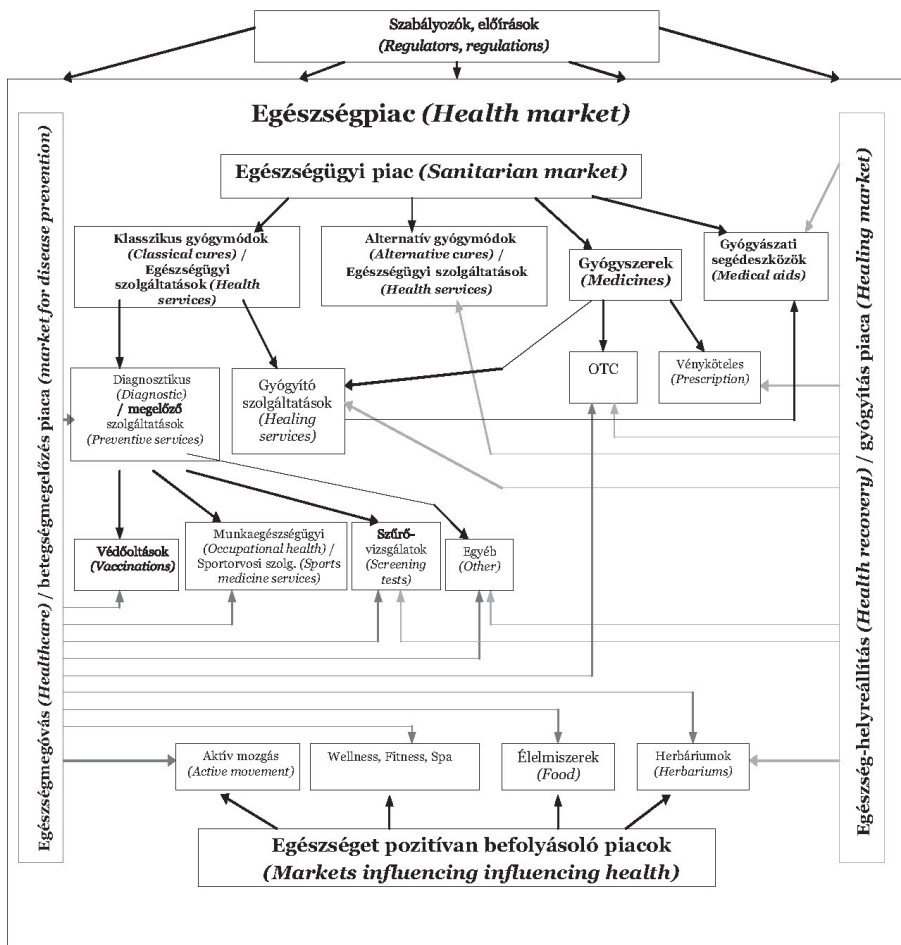 Szabályozók, előírások
(Regulators, regulations)
Egészségpiac (Health market)
Egészségmegóvás (Healthcare) / betegségmegelőzés piaca (market for disease prevention)
Egészség-helyreállítás (Health recovery) / gyógyítás piaca (Healing market)
Egészségügyi piac (Sanitarian market)
Klasszikus gyógymódok
(Classical cures) /
Egészségügyi
szolgáltatások (Health
services)
Alternatív gyógymódok
(Alternative cures) /
Egészségügyi szolgáltatások
(Health services)
Gyógyszerek
(Medicines)
Gyógyászati
segédeszközök
(Medical aids)
Diagnosztikus
(Diagnostic)
/ megelőző
szolgáltatások
(Preventive services)
Gyógyító
szolgáltatások
(Healing
services)
OTC
Vényköteles
(Prescription)
Védőoltások
(Vaccinations)
Munkaegészségügyi
(Occupational health) /
Sportorvosi szolg. (Sports
medicine services)
Szűrő-
vizsgálatok
(Screening
tests)
Egyéb
(Other)
Aktív mozgás
(Active movement)
Wellness, Fitness, Spa
Élelmiszerek
(Food)
Herbáriumok
(Herbariums)
Egészséget pozitívan befolyásoló piacok
(Markets influencing influencing health)